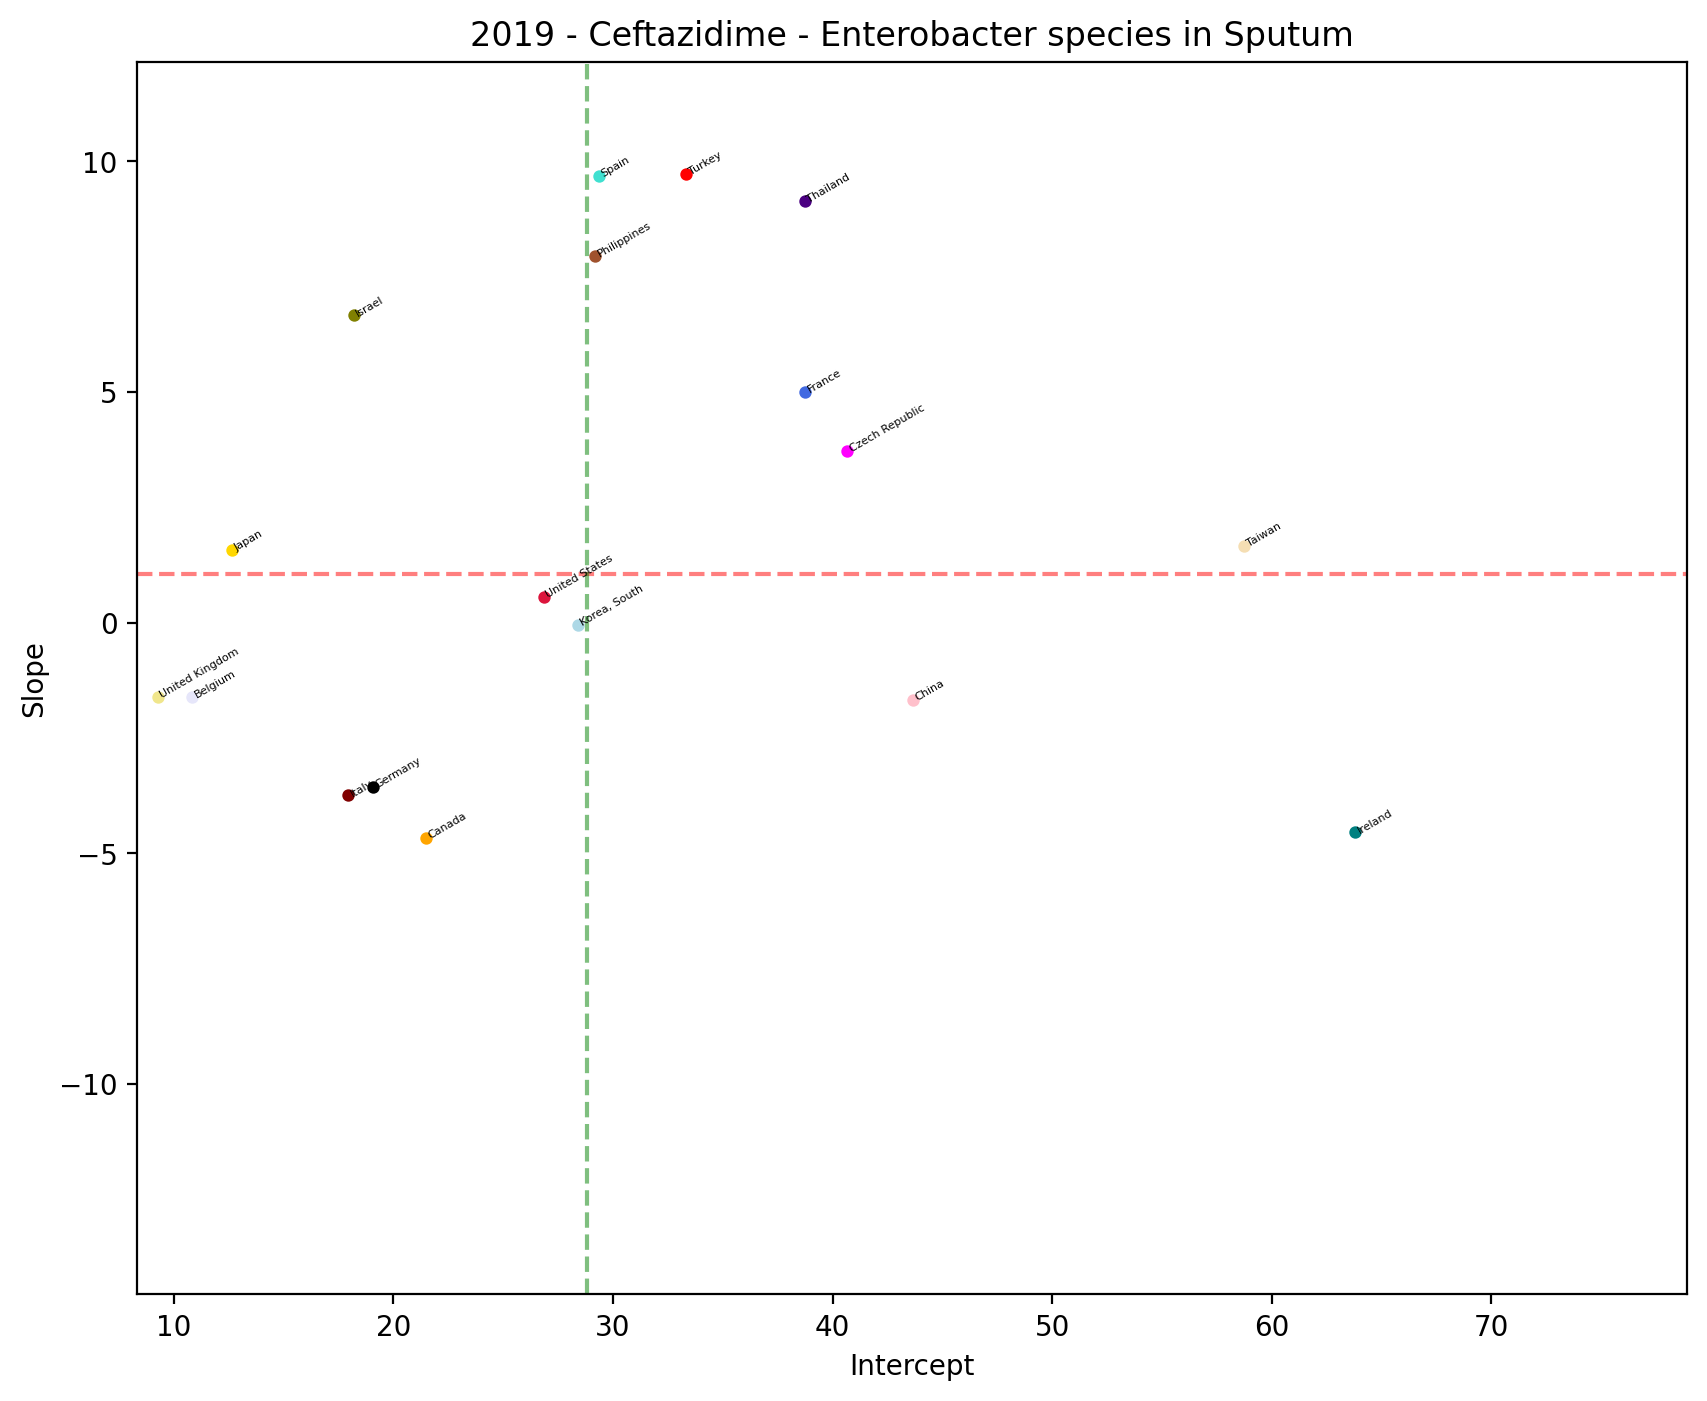 2019 - Ceftazidime - Enterobacter species in Sputum
10
5
0
−5
−10
Slope
Spain
Turkey
Thailand
Philippines
Israel
France
Czech Republic
Japan
Taiwan
United States
Korea, South
United Kingdom
Belgium
China
Italy
Germany
Canada
Ireland
10
20
30
40
50
60
70
Intercept